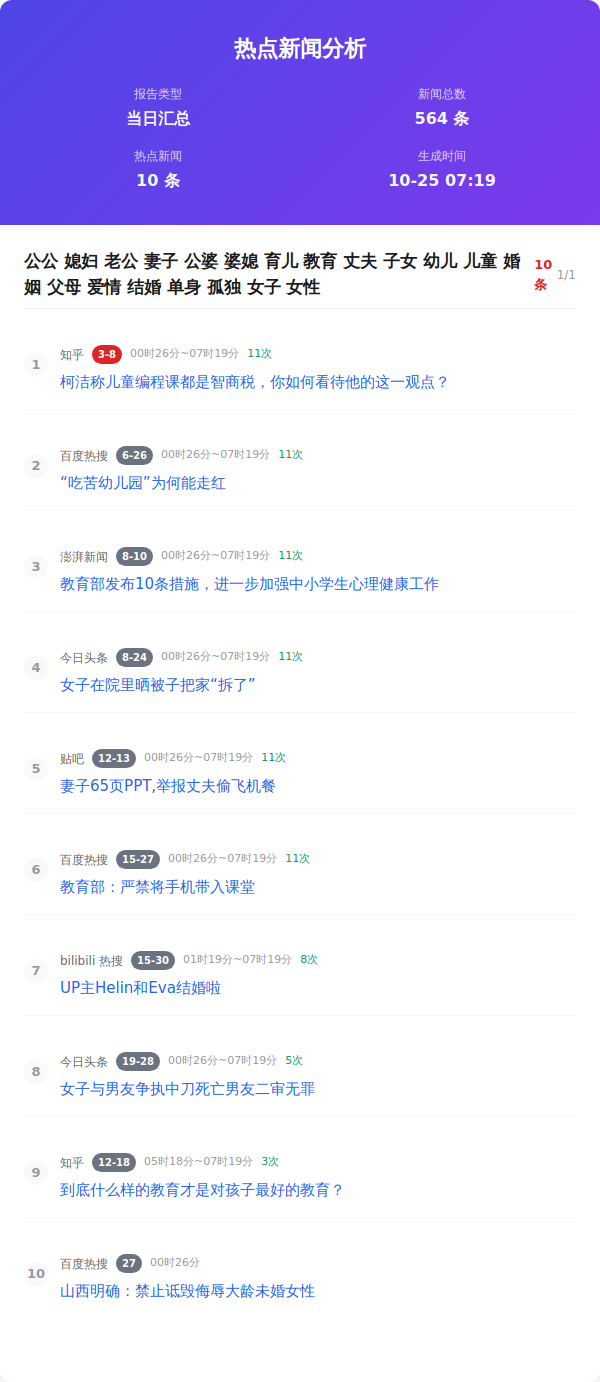 热点新闻分析
报告类型
当日汇总
新闻总数
564 条
热点新闻
10 条
生成时间
10-25 07:19
公公 媳妇 老公 妻子 公婆 婆媳 育儿 教育 丈夫 子女 幼儿 儿童 婚
姻 父母 爱情 结婚 单身 孤独 女子 女性
10
条
1/1
1
知乎 3-8 00时26分~07时19分 11次
柯洁称儿童编程课都是智商税，你如何看待他的这一观点？
2
百度热搜 6-26 00时26分~07时19分 11次
“吃苦幼儿园”为何能走红
3
澎湃新闻 8-10 00时26分~07时19分 11次
教育部发布10条措施，进一步加强中小学生心理健康工作
4
今日头条 8-24 00时26分~07时19分 11次
女子在院里晒被子把家“拆了”
5
贴吧 12-13 00时26分~07时19分 11次
妻子65页PPT,举报丈夫偷飞机餐
6
百度热搜 15-27 00时26分~07时19分 11次
教育部：严禁将手机带入课堂
7
bilibili 热搜 15-30 01时19分~07时19分 8次
UP主Helin和Eva结婚啦
8
今日头条 19-28 00时26分~07时19分 5次
女子与男友争执中刀死亡男友二审无罪
9
知乎 12-18 05时18分~07时19分 3次
到底什么样的教育才是对孩子最好的教育？
10
百度热搜 27 00时26分
山西明确：禁止诋毁侮辱大龄未婚女性